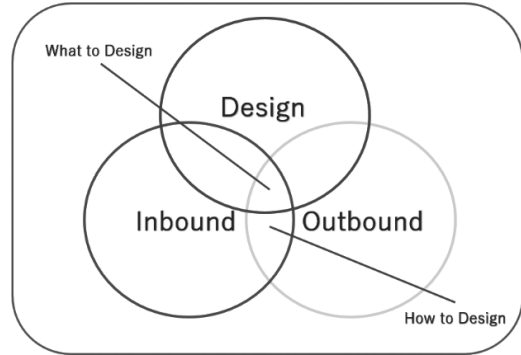 What to Design
Design
Inbound
Outbound
How to Design